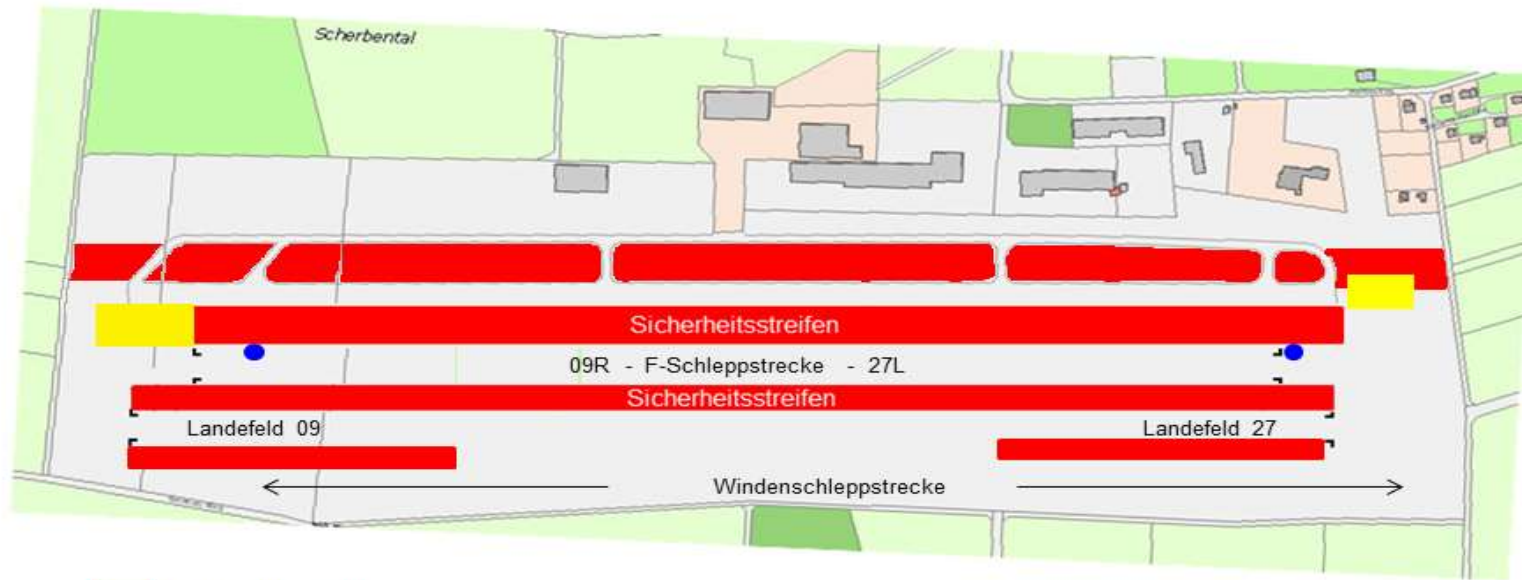 Scherbental
Sicherheitsstreifen
09R - F-Schleppstrecke - 27L
Sicherheitsstreifen
Landefeld 09
Landefeld 27
Windenschleppstrecke